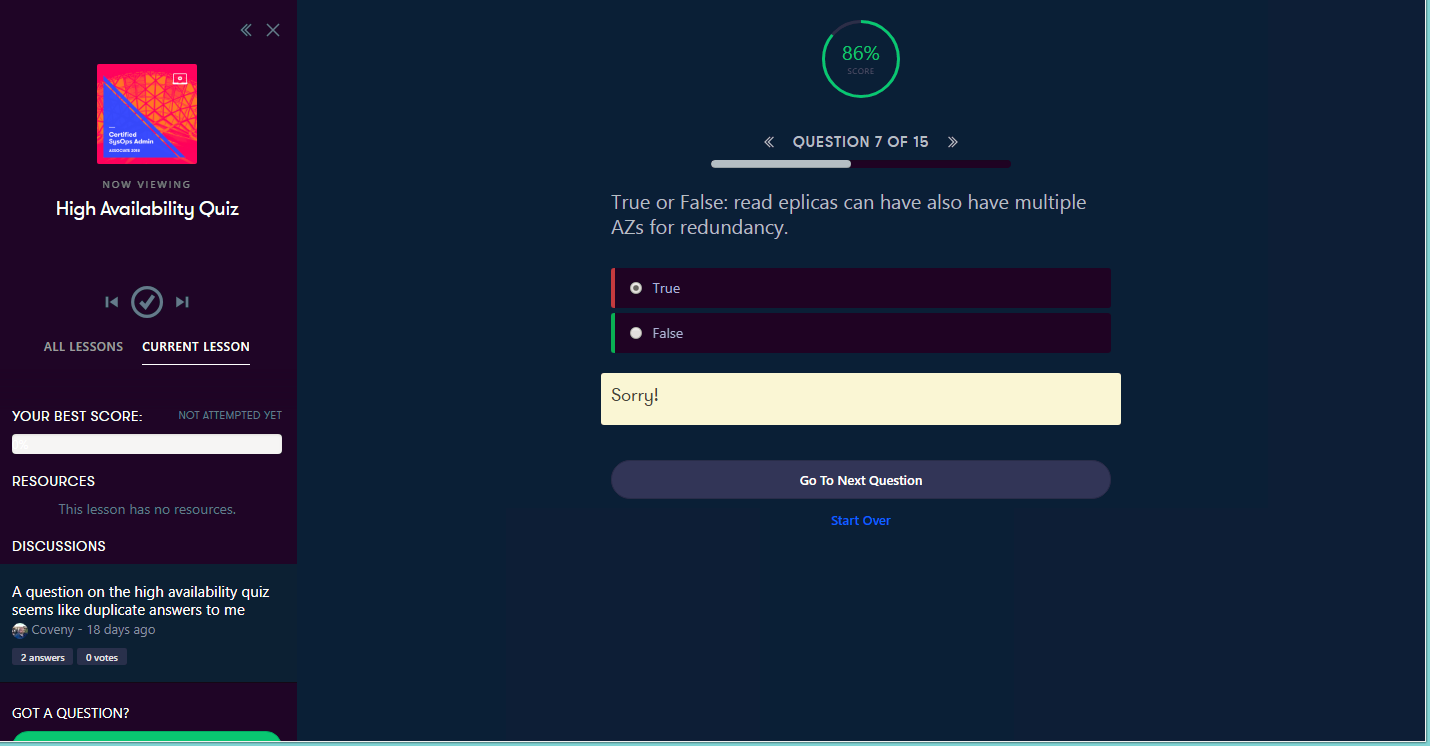 NOW VIEWING
High Availability Quiz
ALL LESSONS CURRENT LESSON
YOUR BEST SCORE: NOT ATTEMPTED YET
RESOURCES
This lesson has no resources.
DISCUSSIONS
A question on the high availability quiz
seems like duplicate answers to me
Coveny - 18 days ago
2 answers 0 votes
GOT A QUESTION?
Certified
SysOps Admin
ASSOCIATE 2018
86%
SCORE
QUESTION 7 OF 15
True or False: read eplicas can have also have multiple
AZs for redundancy.
True
False
Sorry!
Go To Next Question
Start Over